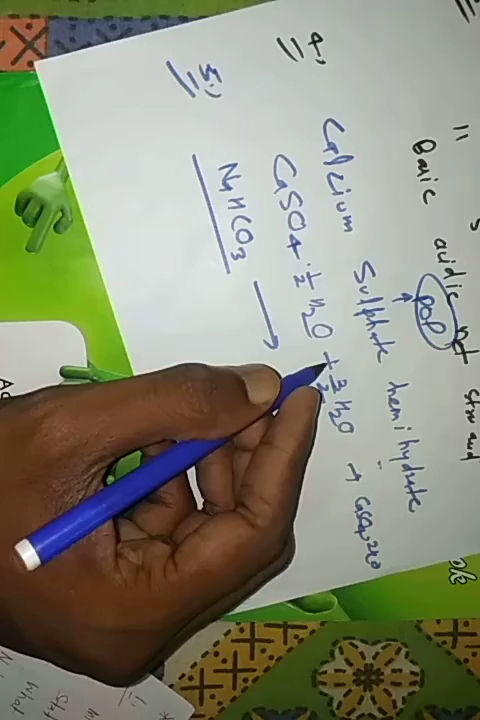 Basic acidic not strong
4.,
pop
Calcium Sulphate hemihydrate
CaSO4 . 1/2 H2O + 3/2 H2O → CaSO4.2H2O
5.,
NaHCO3 →